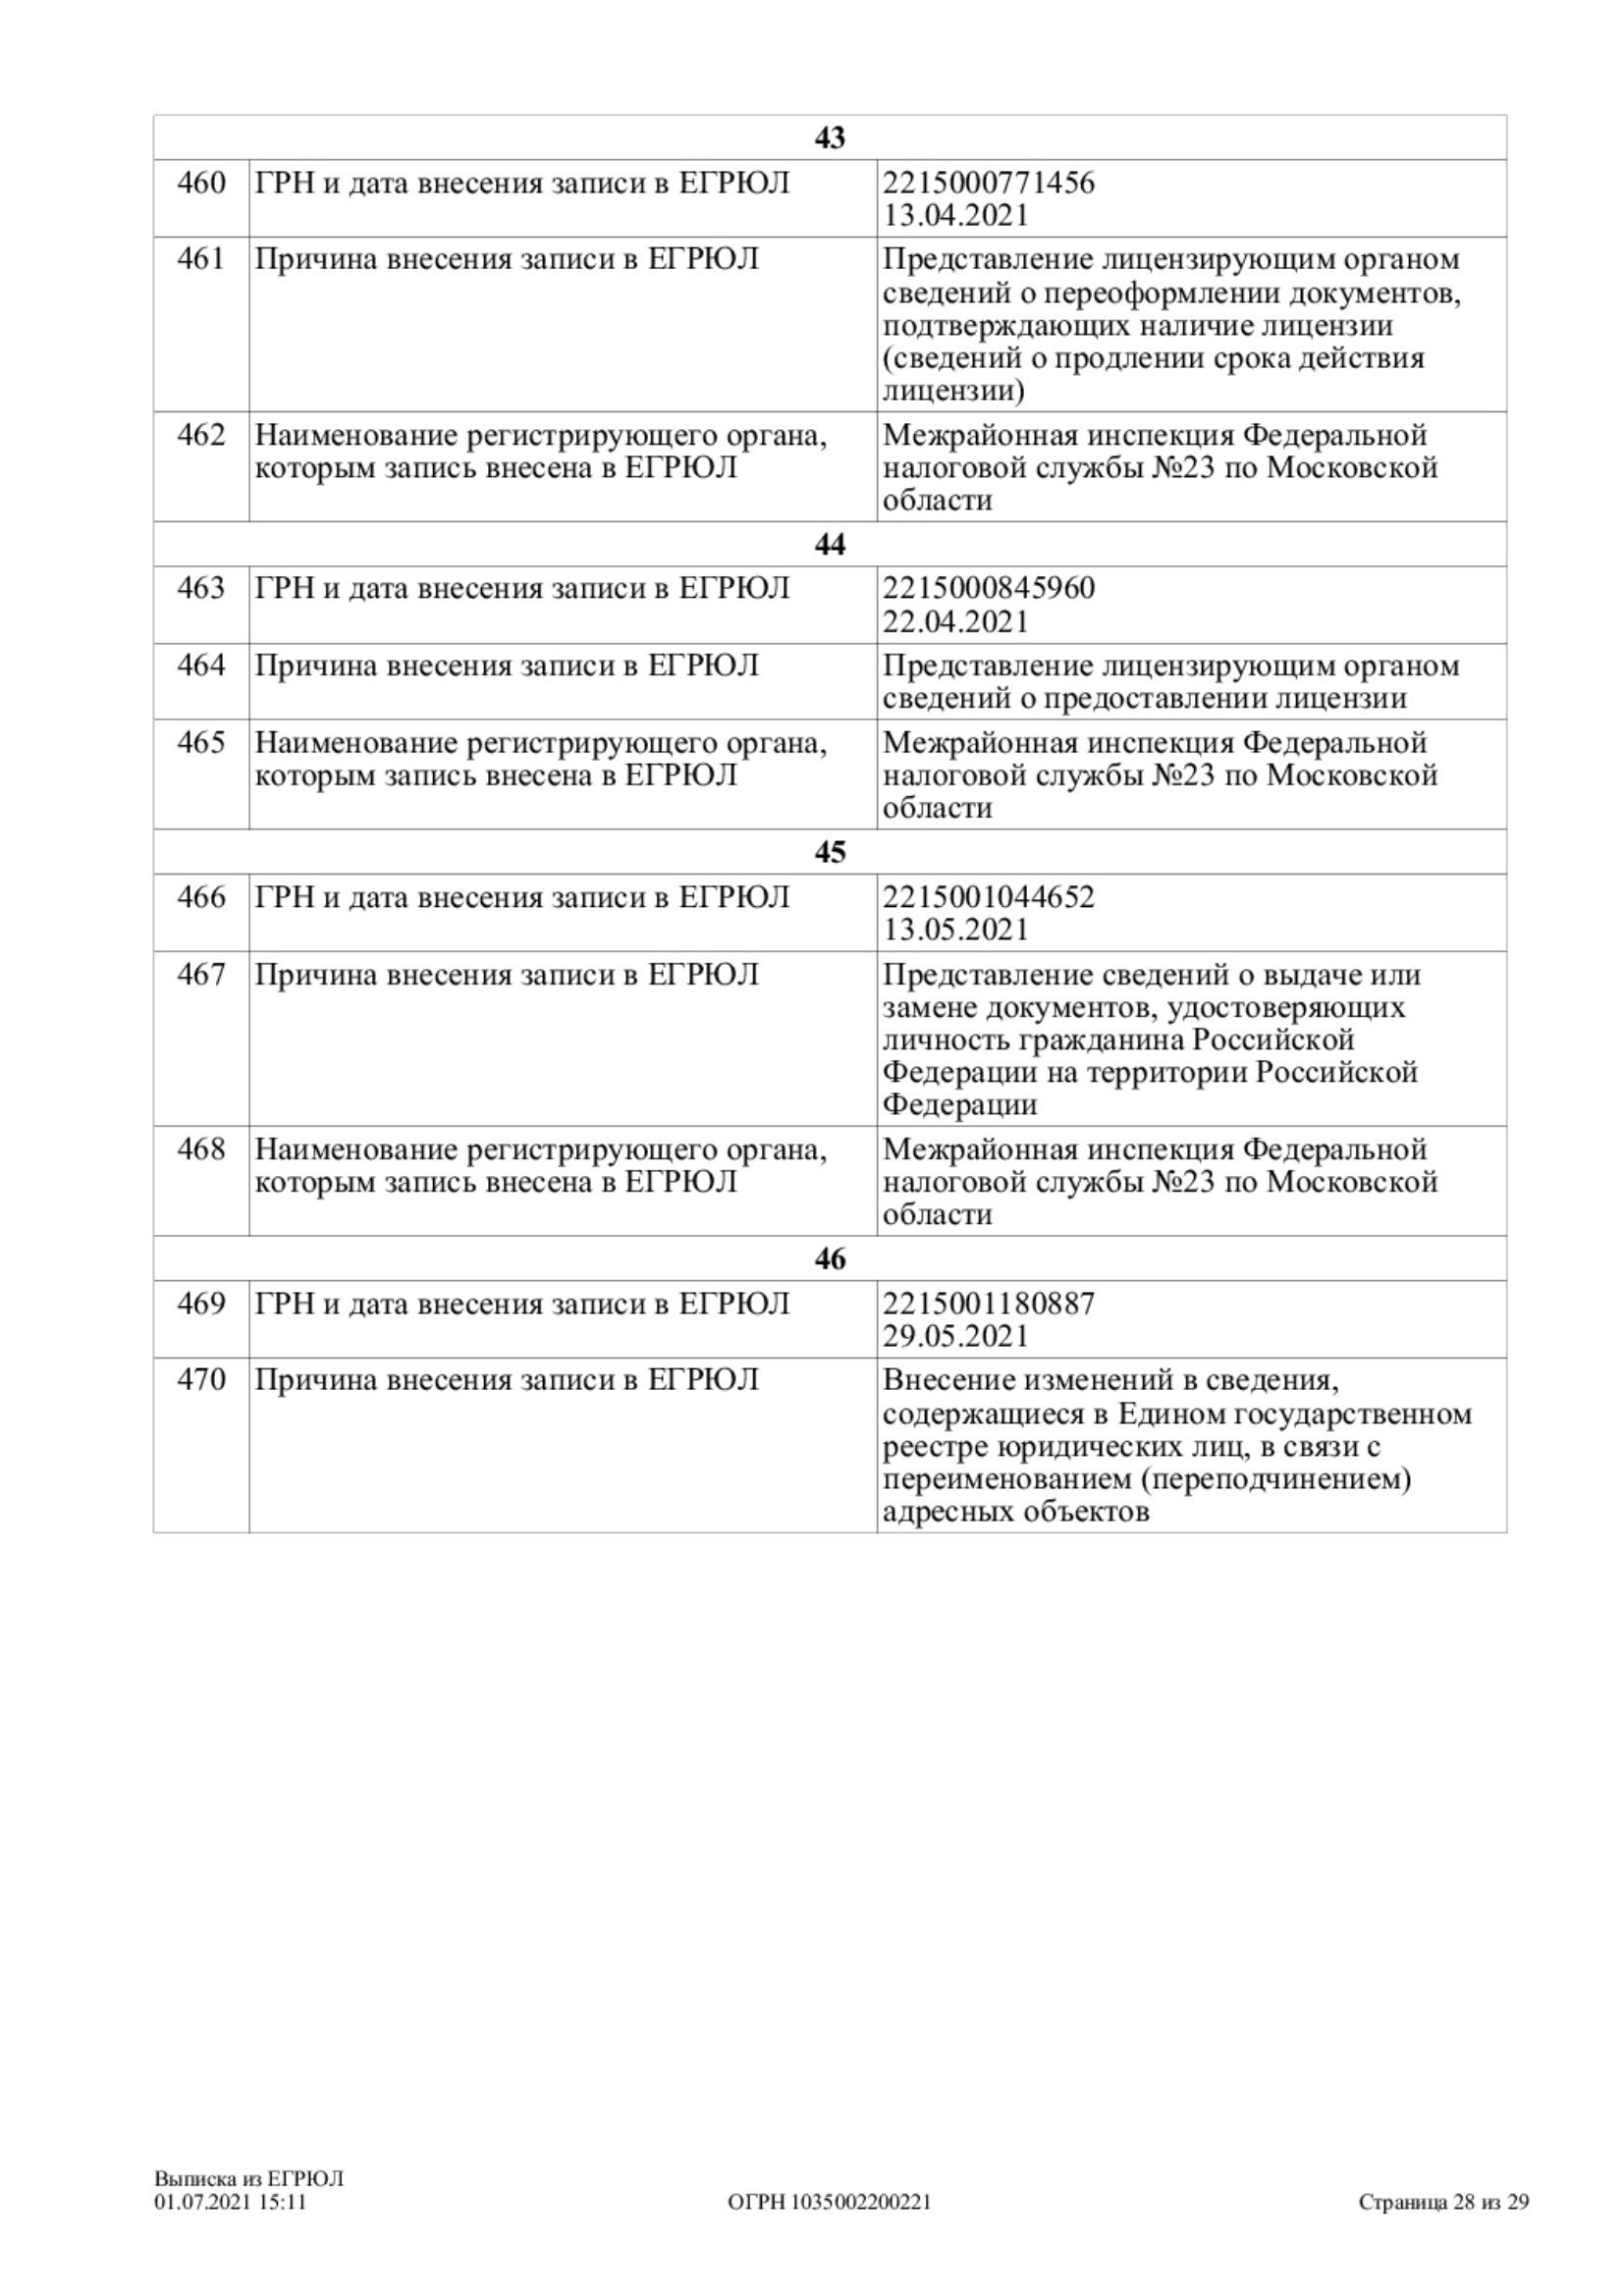 43
460 ГРН и дата внесения записи в ЕГРЮЛ 2215000771456
13.04.2021
461 Причина внесения записи в ЕГРЮЛ Представление лицензирующим органом
сведений о переоформлении документов,
подтверждающих наличие лицензии
(сведений о продлении срока действия
лицензии)
462 Наименование регистрирующего органа, Межрайонная инспекция Федеральной
которым запись внесена в ЕГРЮЛ налоговой службы №23 по Московской
области
44
463 ГРН и дата внесения записи в ЕГРЮЛ 2215000845960
22.04.2021
464 Причина внесения записи в ЕГРЮЛ Представление лицензирующим органом
сведений о предоставлении лицензии
465 Наименование регистрирующего органа, Межрайонная инспекция Федеральной
которым запись внесена в ЕГРЮЛ налоговой службы №23 по Московской
области
45
466 ГРН и дата внесения записи в ЕГРЮЛ 2215001044652
13.05.2021
467 Причина внесения записи в ЕГРЮЛ Представление сведений о выдаче или
замене документов, удостоверяющих
личность гражданина Российской
Федерации на территории Российской
Федерации
468 Наименование регистрирующего органа, Межрайонная инспекция Федеральной
которым запись внесена в ЕГРЮЛ налоговой службы №23 по Московской
области
46
469 ГРН и дата внесения записи в ЕГРЮЛ 2215001180887
29.05.2021
470 Причина внесения записи в ЕГРЮЛ Внесение изменений в сведения,
содержащиеся в Едином государственном
реестре юридических лиц, в связи с
переименованием (переподчинением)
адресных объектов
Выписка из ЕГРЮЛ
01.07.2021 15:11 ОГРН 1035002200221 Страница 28 из 29